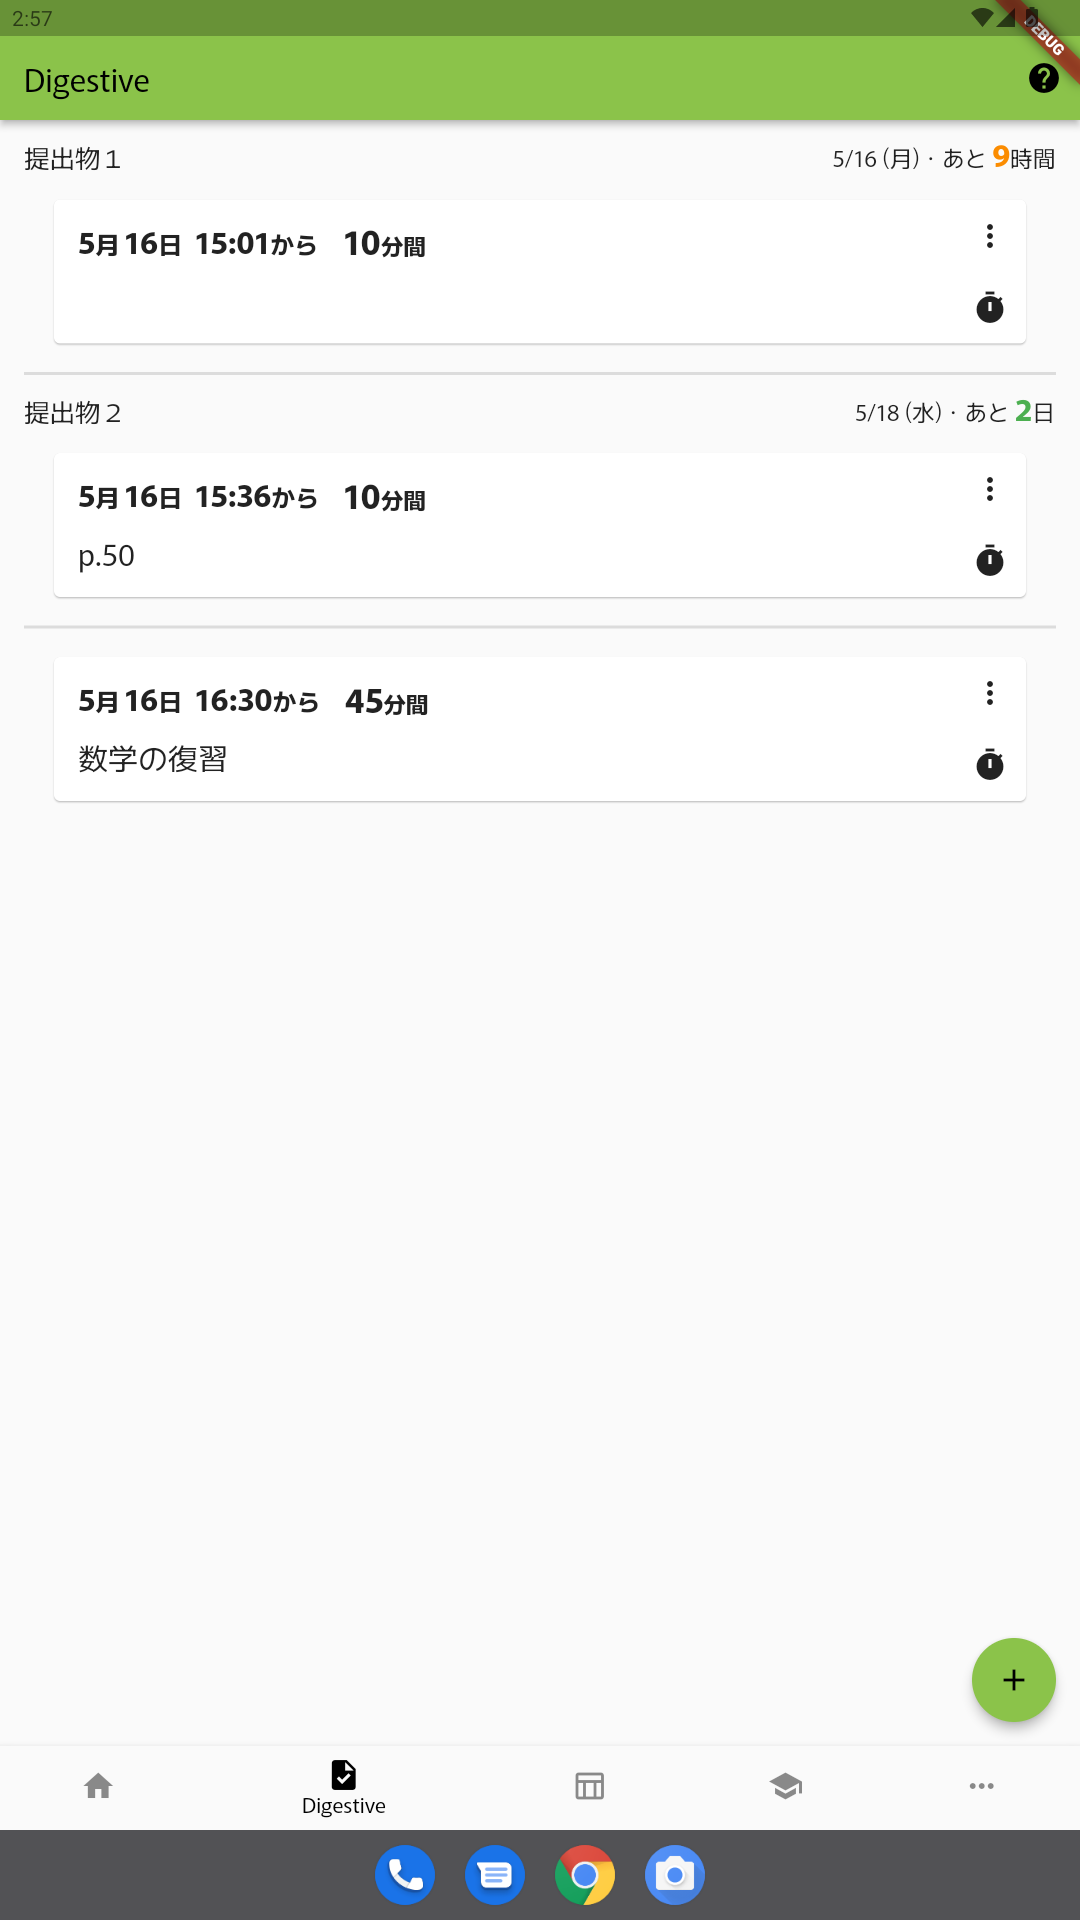 2:57
DEBUG
Digestive
提出物１
5/16 (月)・あと 9時間
5月16日 15:01から 10分間
提出物２
5/18 (水)・あと 2日
5月16日 15:36から 10分間
p.50
5月16日 16:30から 45分間
数学の復習
Digestive